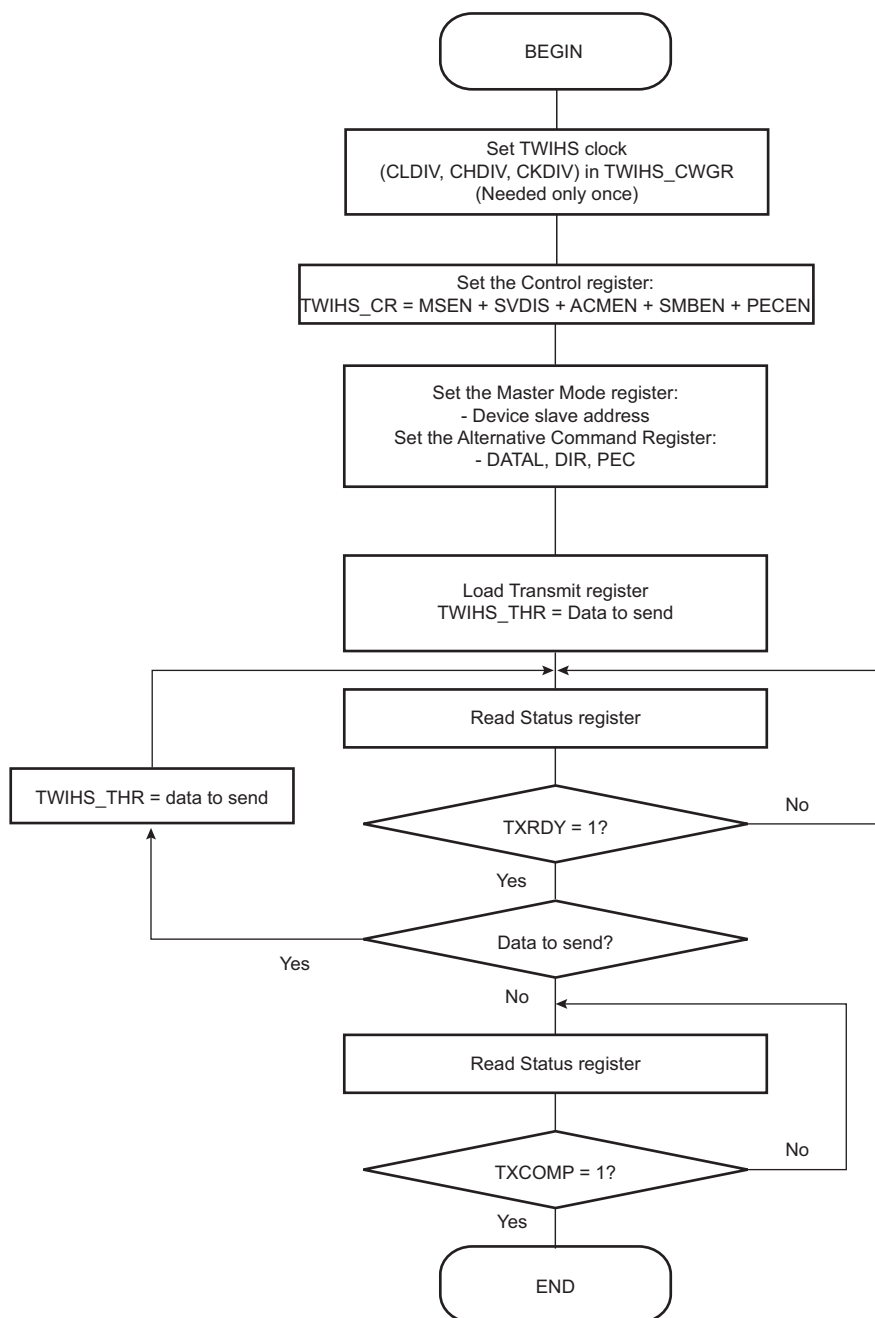 BEGIN
Set TWIHS clock
(CLDIV, CHDIV, CKDIV) in TWIHS_CWGR
(Needed only once)
Set the Control register:
TWIHS_CR = MSEN + SVDIS + ACMEN + SMBEN + PECEN
Set the Master Mode register:
- Device slave address
Set the Alternative Command Register:
- DATAL, DIR, PEC
Load Transmit register
TWIHS_THR = Data to send
Read Status register
TWIHS_THR = data to send
TXRDY = 1?
No
Yes
Data to send?
Yes
No
Read Status register
TXCOMP = 1?
No
Yes
END